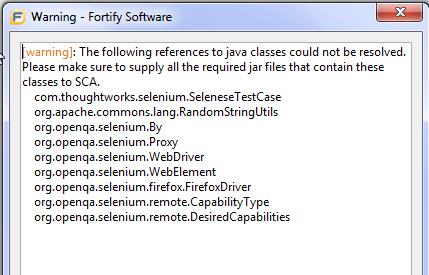 Warning - Fortify Software
[warning]: The following references to java classes could not be resolved.
Please make sure to supply all the required jar files that contain these
classes to SCA.
com.thoughtworks.selenium.SeleneseTestCase
org.apache.commons.lang.RandomStringUtils
org.openqa.selenium.By
org.openqa.selenium.Proxy
org.openqa.selenium.WebDriver
org.openqa.selenium.WebElement
org.openqa.selenium.firefox.FirefoxDriver
org.openqa.selenium.remote.CapabilityType
org.openqa.selenium.remote.DesiredCapabilities